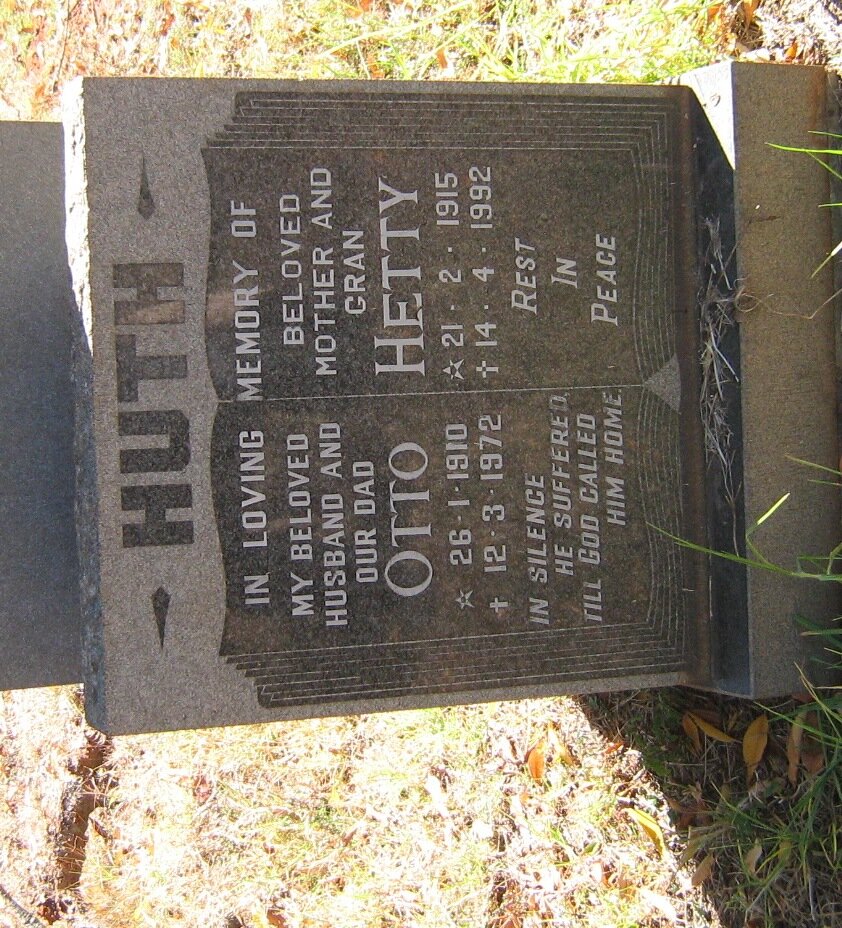 HUTH
IN LOVING MEMORY OF
MY BELOVED
HUSBAND AND
OUR DAD
OTTO
☆ 26·1·1910
✝ 12·3·1972
IN SILENCE
HE SUFFERED,
TILL GOD CALLED
HIM HOME.
BELOVED
MOTHER AND
GRAN
HETTY
☆ 21·2·1915
✝ 14·4·1992
REST
IN
PEACE